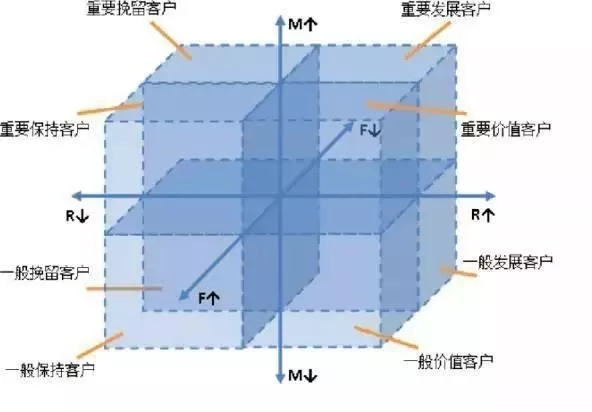 重要挽留客户
M↑
重要发展客户
重要保持客户
F↓
重要价值客户
R↓
R↑
一般挽留客户
F↑
一般发展客户
一般保持客户
M↓
一般价值客户